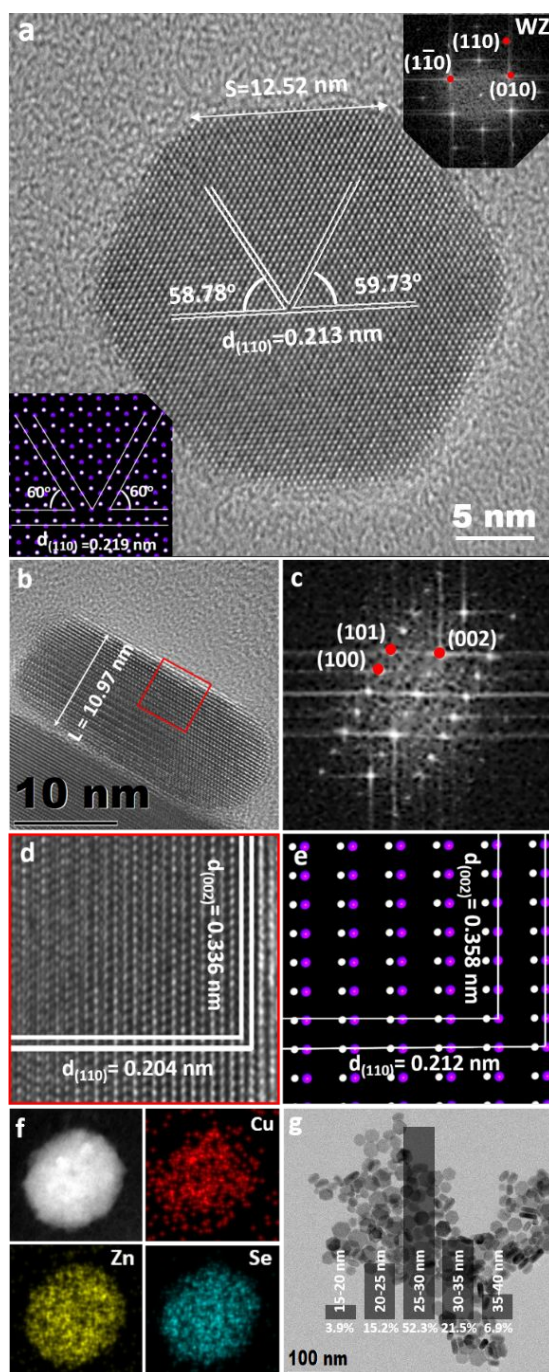 a
WZ
(110)
(11̅0)
(010)
S=12.52 nm
58.78°
59.73°
d(110)=0.213 nm
60°
60°
d(110)=0.219 nm
5 nm
b
L = 10.97 nm
10 nm
c
(101)
(002)
(100)
d
d(002)= 0.336 nm
d(110)= 0.204 nm
e
d(002)= 0.358 nm
d(110)= 0.212 nm
f
Cu
Zn
Se
g
15-20 nm
20-25 nm
25-30 nm
30-35 nm
35-40 nm
3.9%
15.2%
52.3%
21.5%
6.9%
100 nm